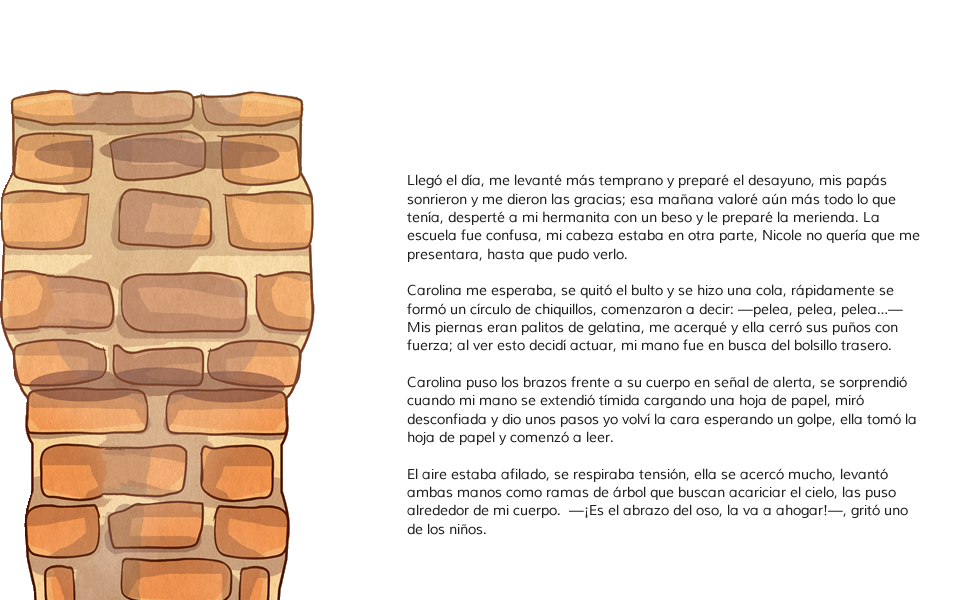 Llegó el día, me levanté más temprano y preparé el desayuno, mis papás
sonrieron y me dieron las gracias; esa mañana valoré aún más todo lo que
tenía, desperté a mi hermanita con un beso y le preparé la merienda. La
escuela fue confusa, mi cabeza estaba en otra parte, Nicole no quería que me
presentara, hasta que pudo verlo.
Carolina me esperaba, se quitó el bulto y se hizo una cola, rápidamente se
formó un círculo de chiquillos, comenzaron a decir: —pelea, pelea, pelea...—
Mis piernas eran palitos de gelatina, me acerqué y ella cerró sus puños con
fuerza; al ver esto decidí actuar, mi mano fue en busca del bolsillo trasero.
Carolina puso los brazos frente a su cuerpo en señal de alerta, se sorprendió
cuando mi mano se extendió tímida cargando una hoja de papel, miró
desconfiada y dio unos pasos yo volví la cara esperando un golpe, ella tomó la
hoja de papel y comenzó a leer.
El aire estaba afilado, se respiraba tensión, ella se acercó mucho, levantó
ambas manos como ramas de árbol que buscan acariciar el cielo, las puso
alrededor de mi cuerpo.  —¡Es el abrazo del oso, la va a ahogar!—, gritó uno
de los niños.